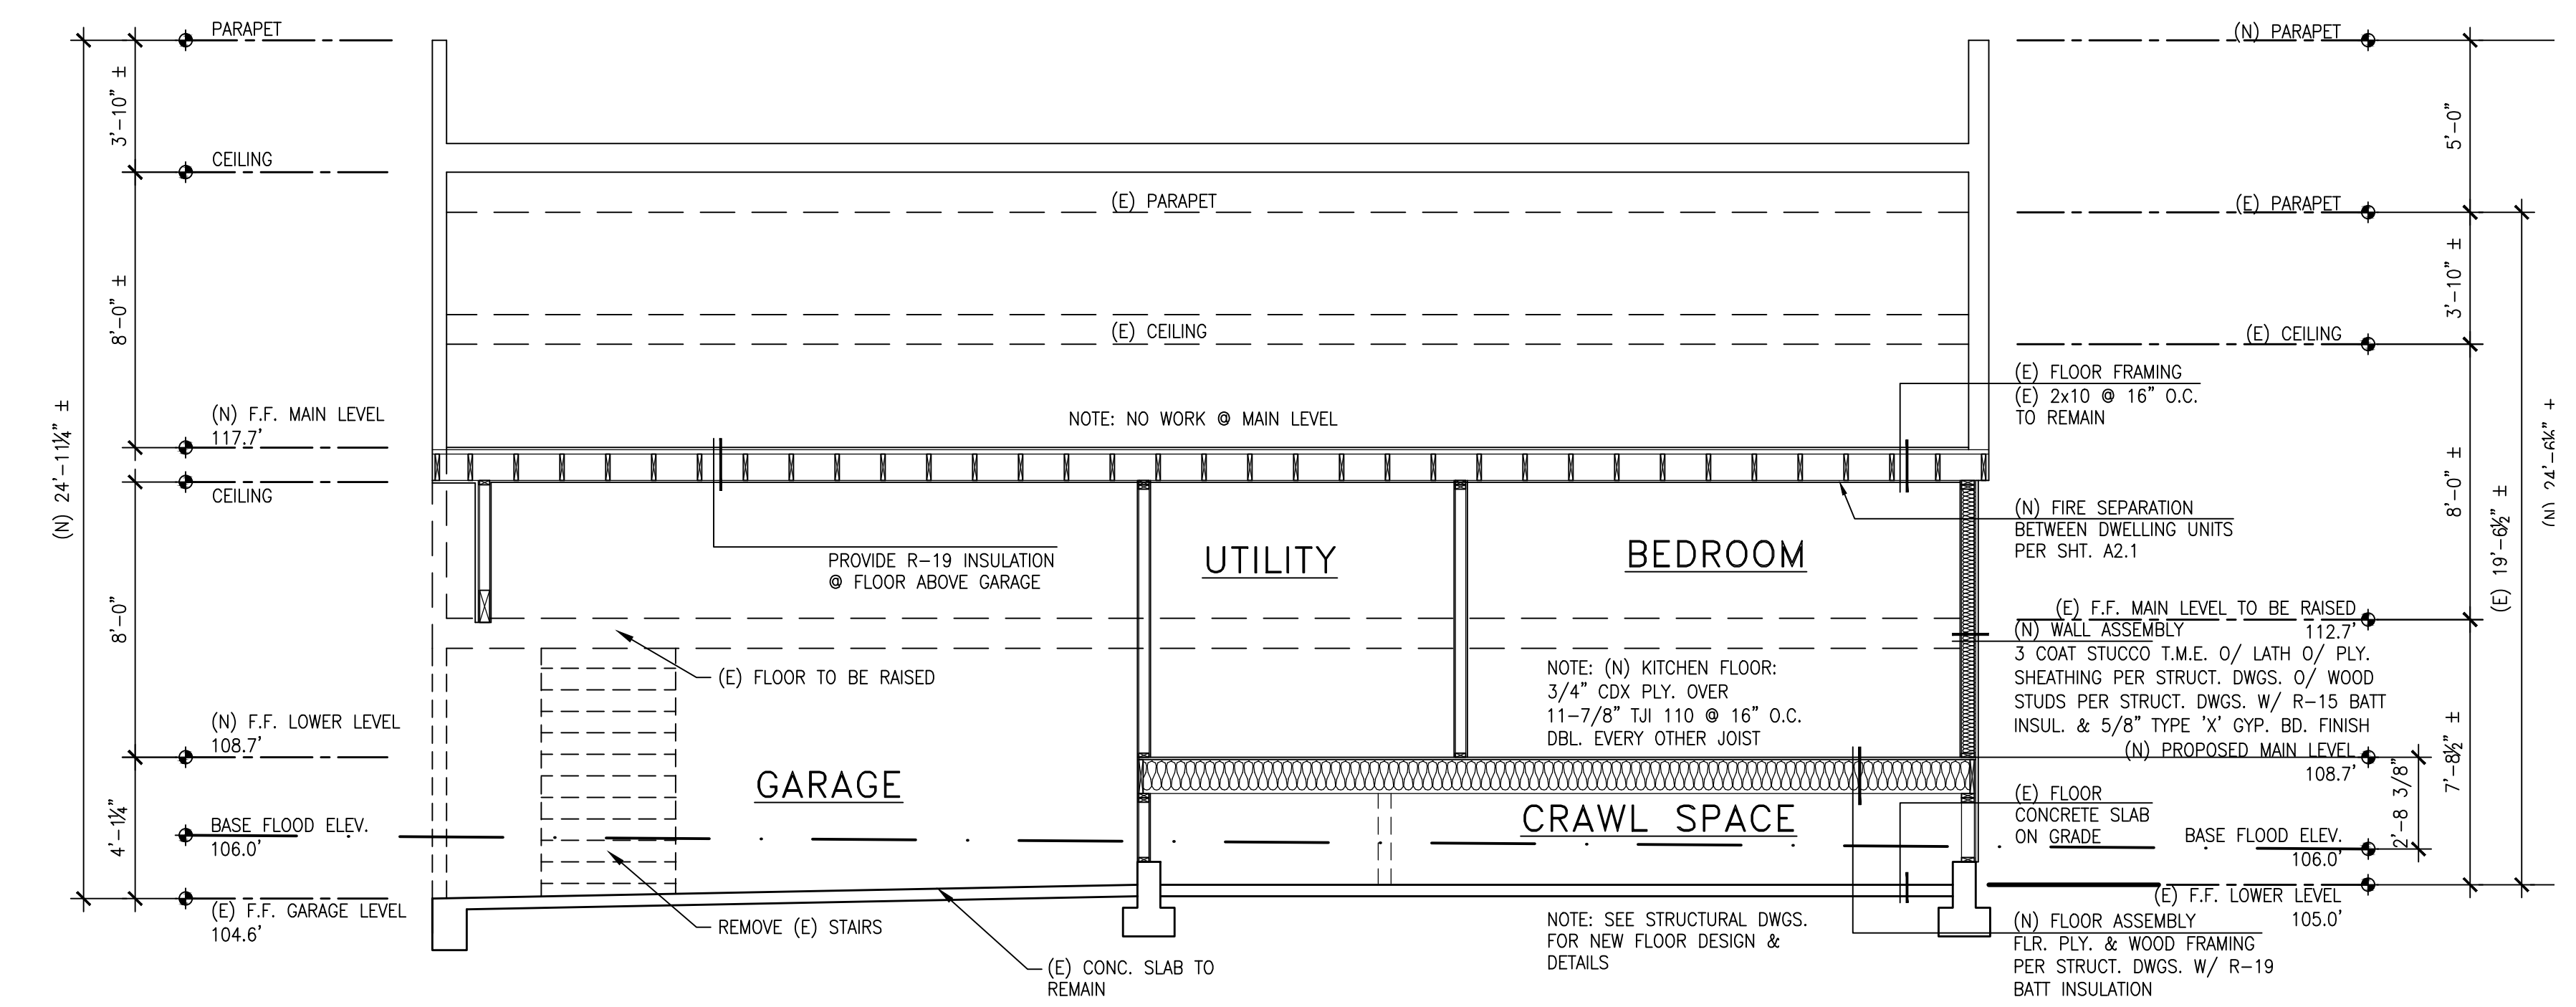 PARAPET
(N) PARAPET
3'-10" ±
5'-0"
CEILING
(E) PARAPET
(E) PARAPET
8'-0" ±
3'-10" ±
(E) CEILING
(E) CEILING
(E) FLOOR FRAMING
(E) 2x10 @ 16" O.C.
TO REMAIN
(N) F.F. MAIN LEVEL
117.7'
NOTE: NO WORK @ MAIN LEVEL
(N) 24'-11¼" ±
8'-0" ±
(E) 19'-6½" ±
(N) 24'-6½" ±
CEILING
(N) FIRE SEPARATION
BETWEEN DWELLING UNITS
PER SHT. A2.1
PROVIDE R-19 INSULATION
@ FLOOR ABOVE GARAGE
UTILITY
BEDROOM
8'-0"
(E) F.F. MAIN LEVEL TO BE RAISED
112.7'
(N) WALL ASSEMBLY
3 COAT STUCCO T.M.E. O/ LATH O/ PLY.
SHEATHING PER STRUCT. DWGS. O/ WOOD
STUDS PER STRUCT. DWGS. W/ R-15 BATT
INSUL. & 5/8" TYPE 'X' GYP. BD. FINISH
(E) FLOOR TO BE RAISED
NOTE: (N) KITCHEN FLOOR:
3/4" CDX PLY. OVER
11-7/8" TJI 110 @ 16" O.C.
DBL. EVERY OTHER JOIST
(N) F.F. LOWER LEVEL
108.7'
(N) PROPOSED MAIN LEVEL
108.7'
7'-8½" ±
2'-8 3/8"
GARAGE
4'-1¼"
(E) FLOOR
CONCRETE SLAB
ON GRADE
CRAWL SPACE
BASE FLOOD ELEV.
106.0'
BASE FLOOD ELEV.
106.0'
(E) F.F. GARAGE LEVEL
104.6'
(E) F.F. LOWER LEVEL
105.0'
REMOVE (E) STAIRS
NOTE: SEE STRUCTURAL DWGS.
FOR NEW FLOOR DESIGN &
DETAILS
(N) FLOOR ASSEMBLY
FLR. PLY. & WOOD FRAMING
PER STRUCT. DWGS. W/ R-19
BATT INSULATION
(E) CONC. SLAB TO
REMAIN